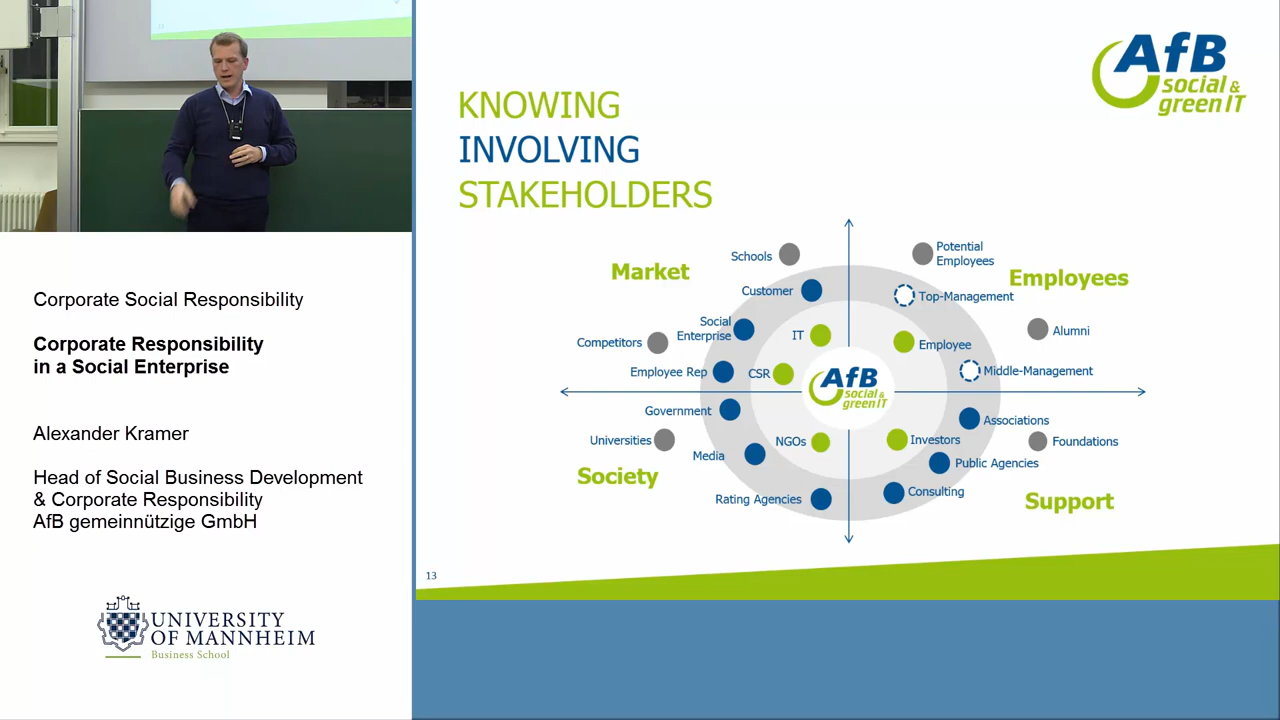 Corporate Social Responsibility
Corporate Responsibility
in a Social Enterprise
Alexander Kramer
Head of Social Business Development
& Corporate Responsibility
AfB gemeinnützige GmbH
UNIVERSITY
OF MANNHEIM
Business School
AfB
social &
green IT
KNOWING
INVOLVING
STAKEHOLDERS
Market
Schools
Customer
Social
Enterprise
IT
Competitors
Employee Rep
CSR
Potential
Employees
Employees
Top-Management
Alumni
Employee
Middle-Management
AfB
social &
green IT
Government
Universities
NGOs
Media
Society
Rating Agencies
Associations
Investors
Foundations
Public Agencies
Consulting
Support
13